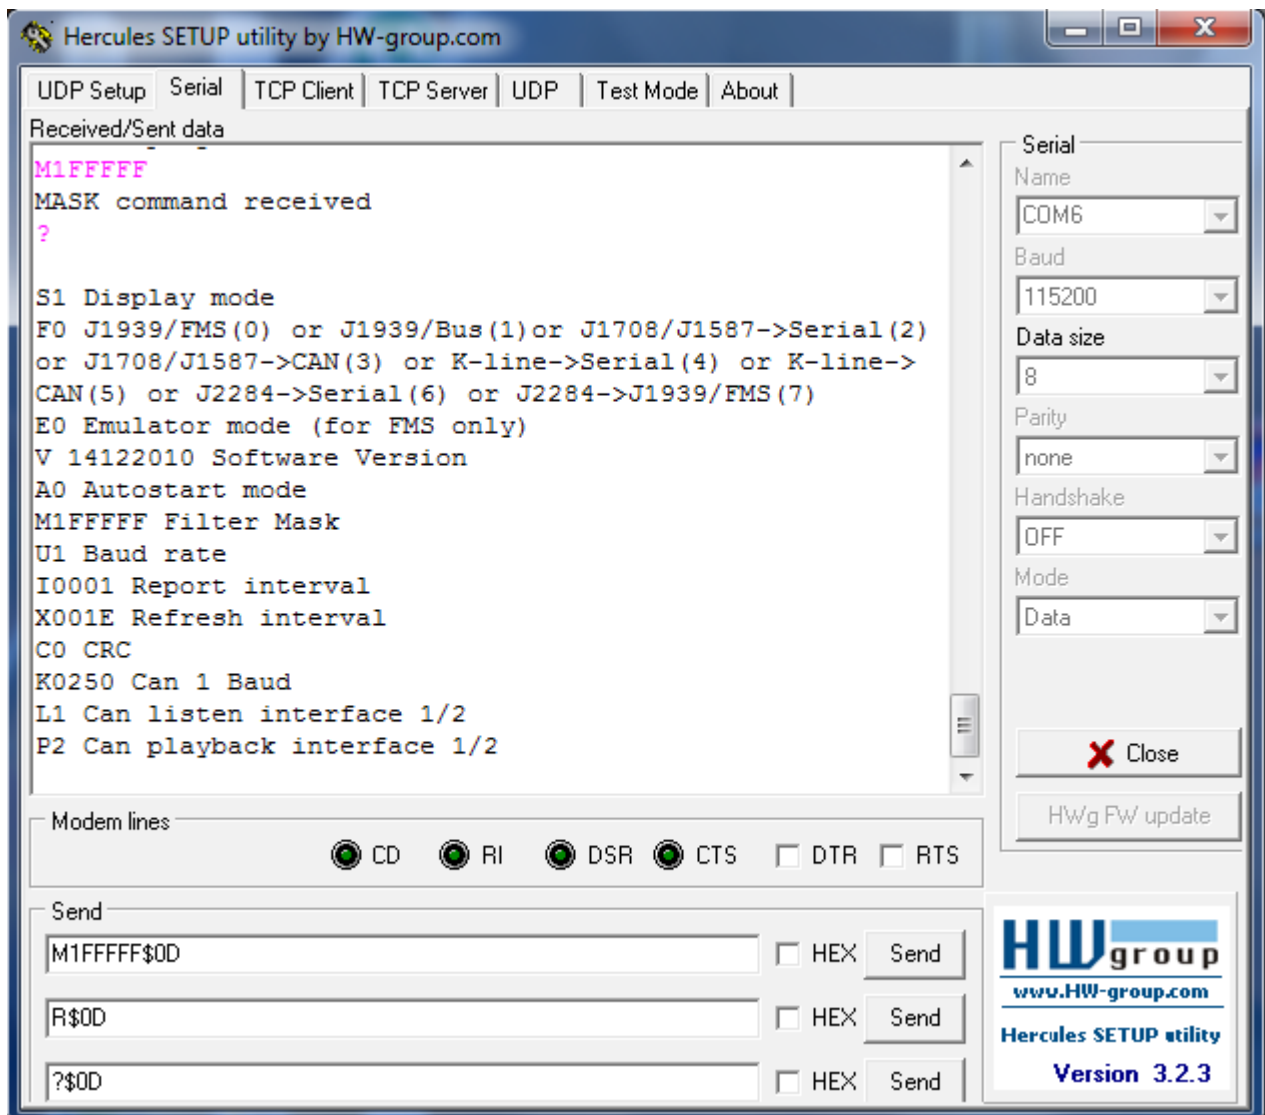 Hercules SETUP utility by HW-group.com
UDP Setup Serial TCP Client TCP Server UDP Test Mode About
Received/Sent data
M1FFFFF
MASK command received
?
S1 Display mode
F0 J1939/FMS(0) or J1939/Bus(1)or J1708/J1587->Serial(2)
or J1708/J1587->CAN(3) or K-line->Serial(4) or K-line->
CAN(5) or J2284->Serial(6) or J2284->J1939/FMS(7)
E0 Emulator mode (for FMS only)
V 14122010 Software Version
A0 Autostart mode
M1FFFFF Filter Mask
U1 Baud rate
I0001 Report interval
X001E Refresh interval
C0 CRC
K0250 Can 1 Baud
L1 Can listen interface 1/2
P2 Can playback interface 1/2
Serial
Name
COM6
Baud
115200
Data size
8
Parity
none
Handshake
OFF
Mode
Data
Close
HWg FW update
Modem lines
CD RI DSR CTS DTR RTS
Send
M1FFFFF$0D HEX Send
R$0D HEX Send
?$0D HEX Send
HW group
www.HW-group.com
Hercules SETUP utility
Version 3.2.3